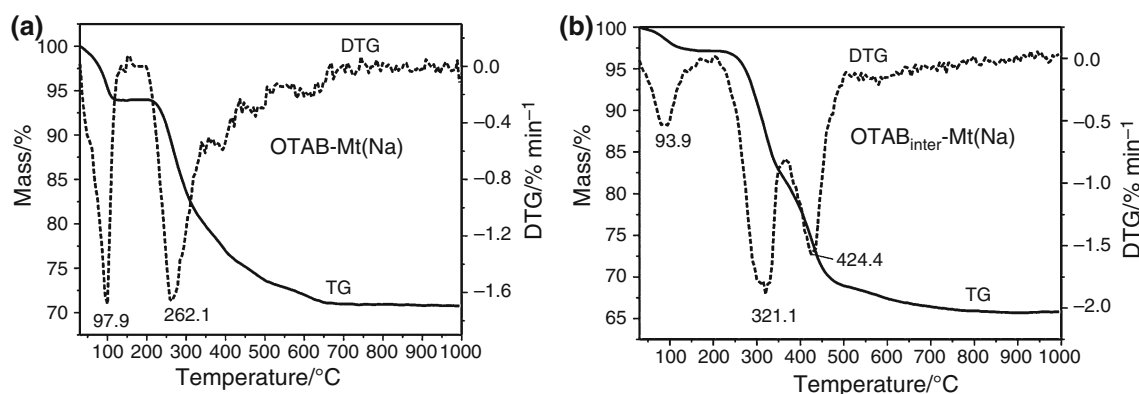 (a)
100
95
90
85
80
75
70
Mass/%
DTG
OTAB-Mt(Na)
TG
97.9
262.1
0.0
−0.4
−0.8
−1.2
−1.6
DTG/% min⁻¹
100 200 300 400 500 600 700 800 900 1000
Temperature/°C
(b)
100
95
90
85
80
75
70
65
Mass/%
DTG
93.9
OTABinter-Mt(Na)
424.4
321.1
TG
0.0
−0.5
−1.0
−1.5
−2.0
DTG/% min⁻¹
100 200 300 400 500 600 700 800 900 1000
Temperature/°C